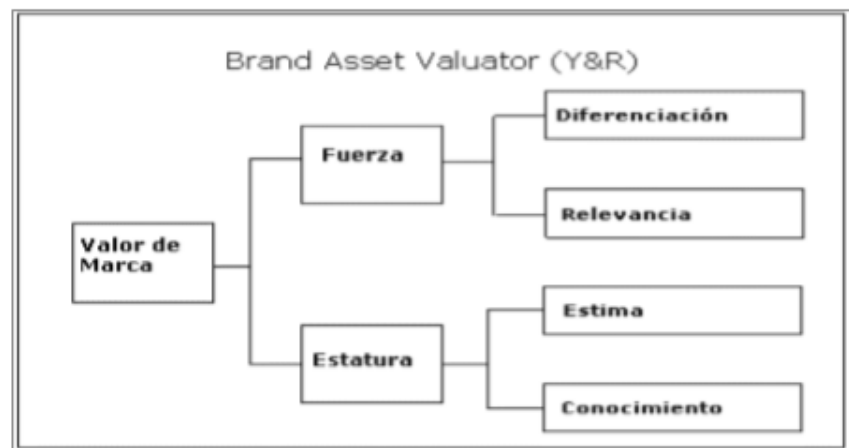 Brand Asset Valuator (Y&R)
Diferenciación
Fuerza
Relevancia
Valor de
Marca
Estima
Estatura
Conocimiento